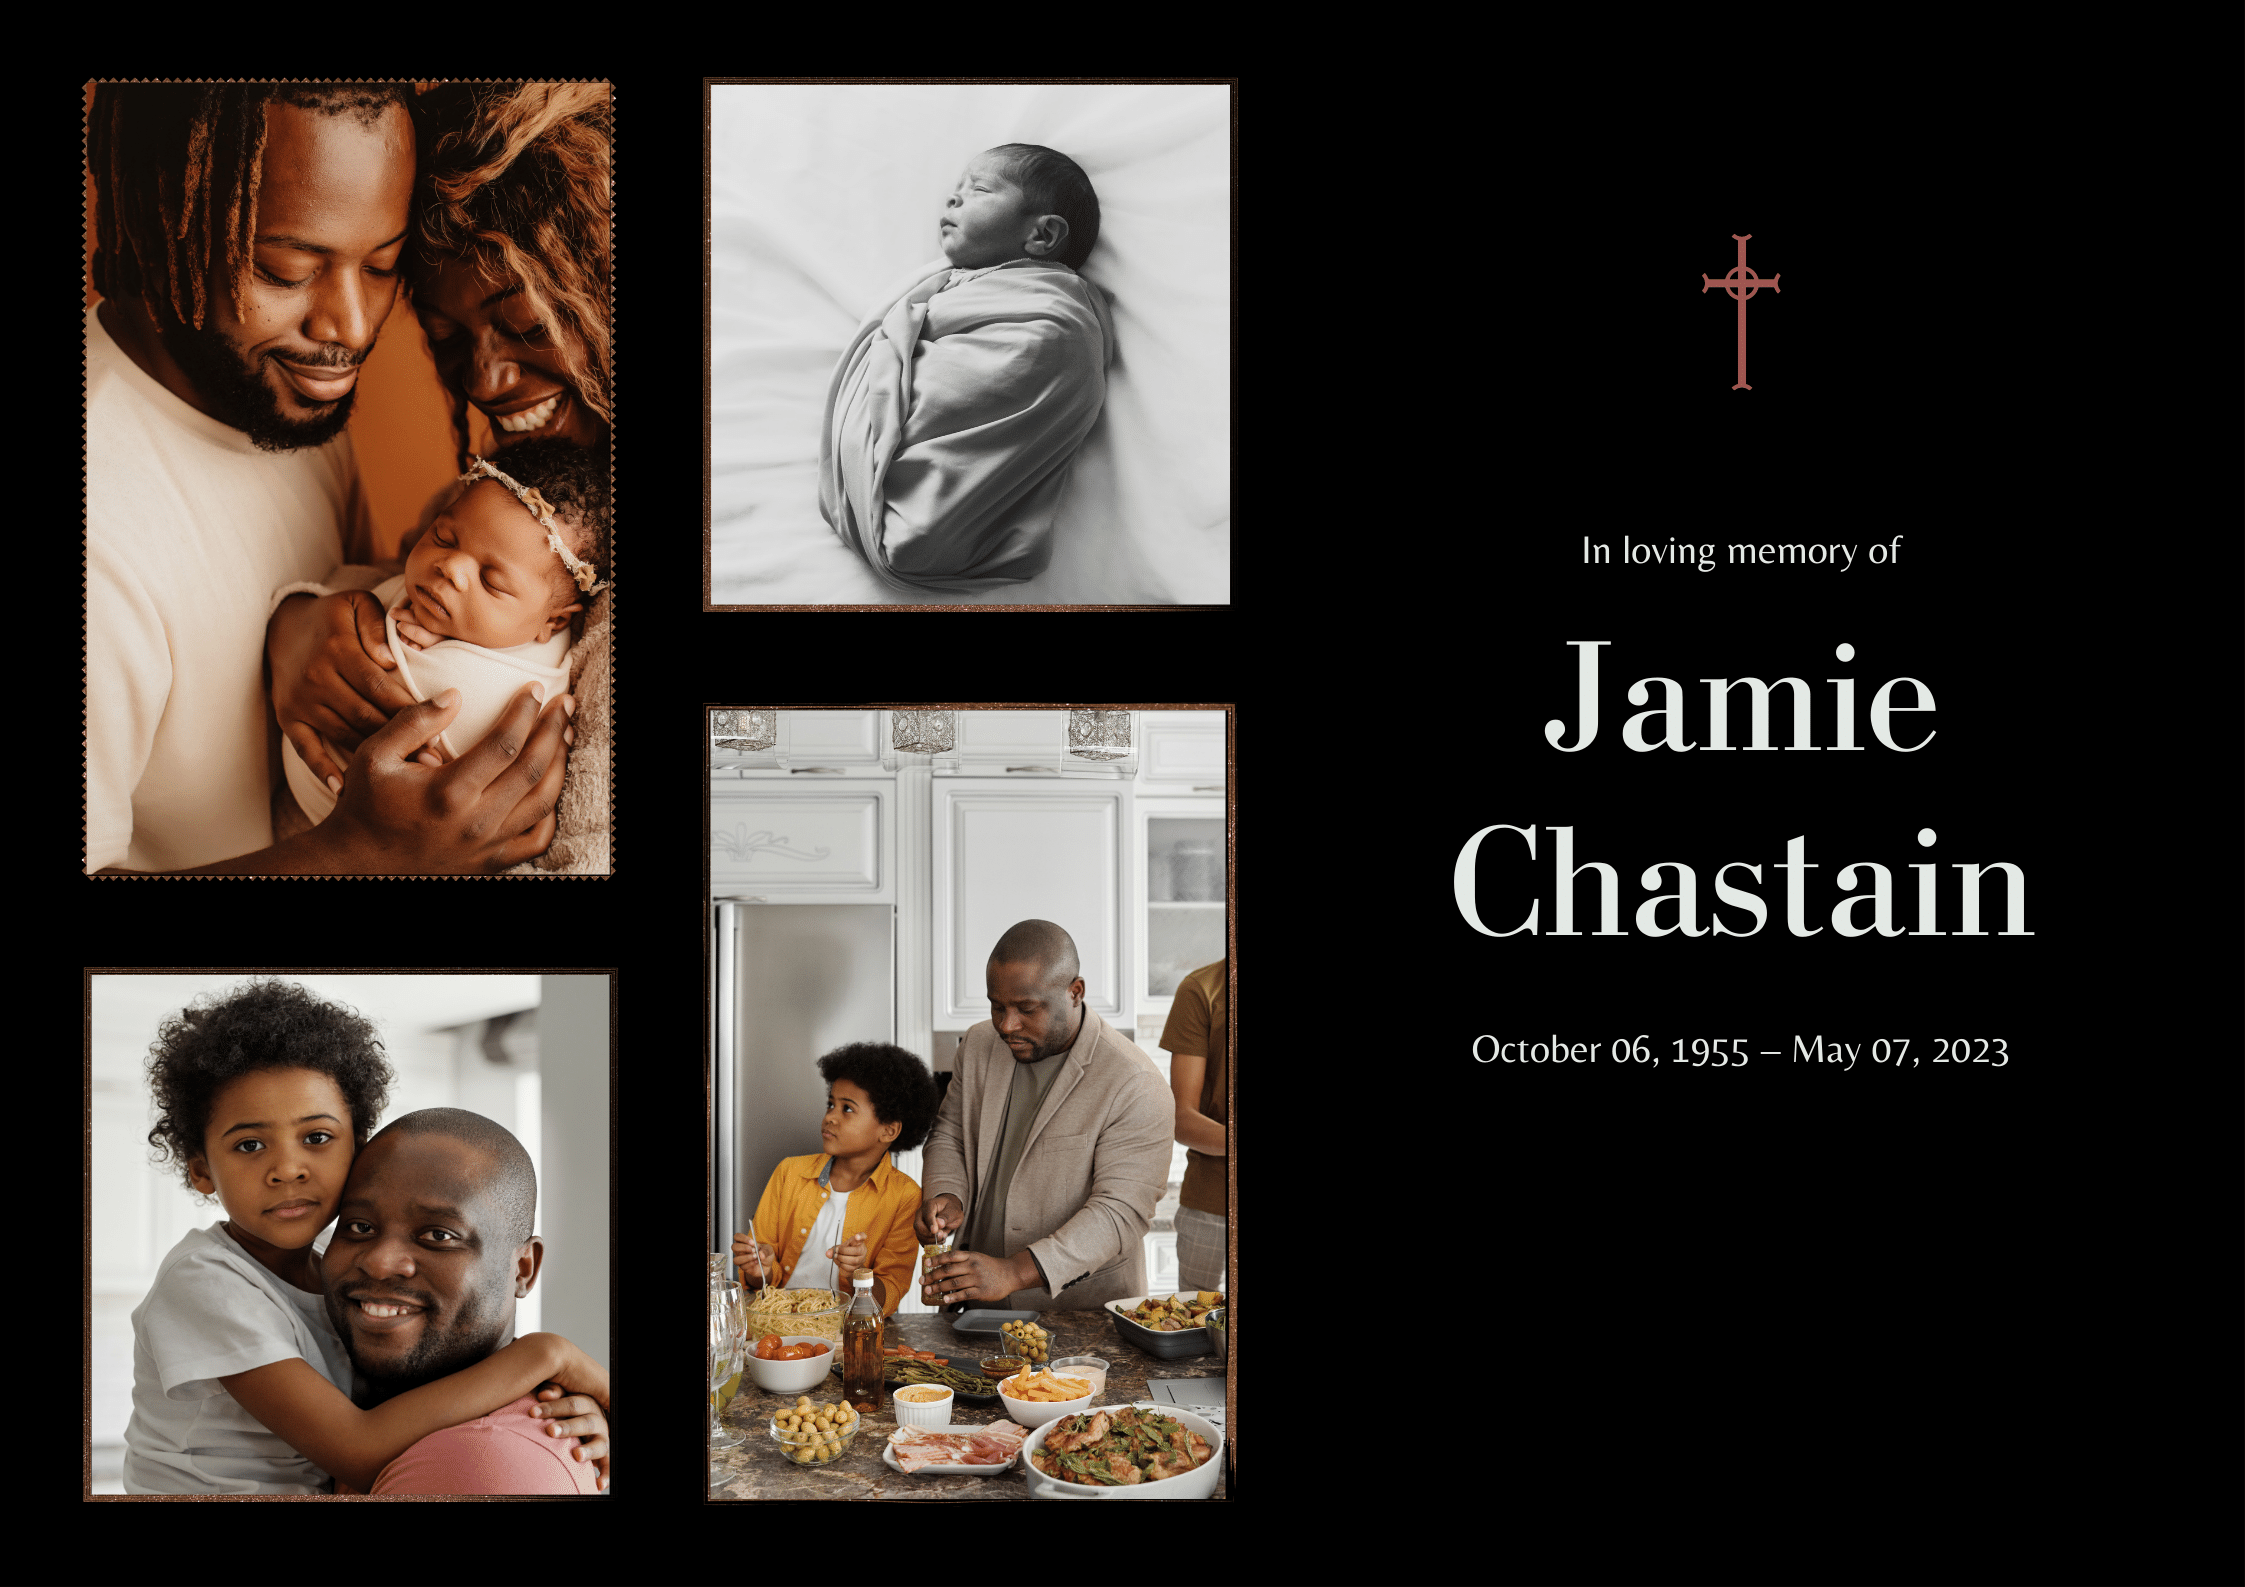 In loving memory of
Jamie
Chastain
October 06, 1955 – May 07, 2023